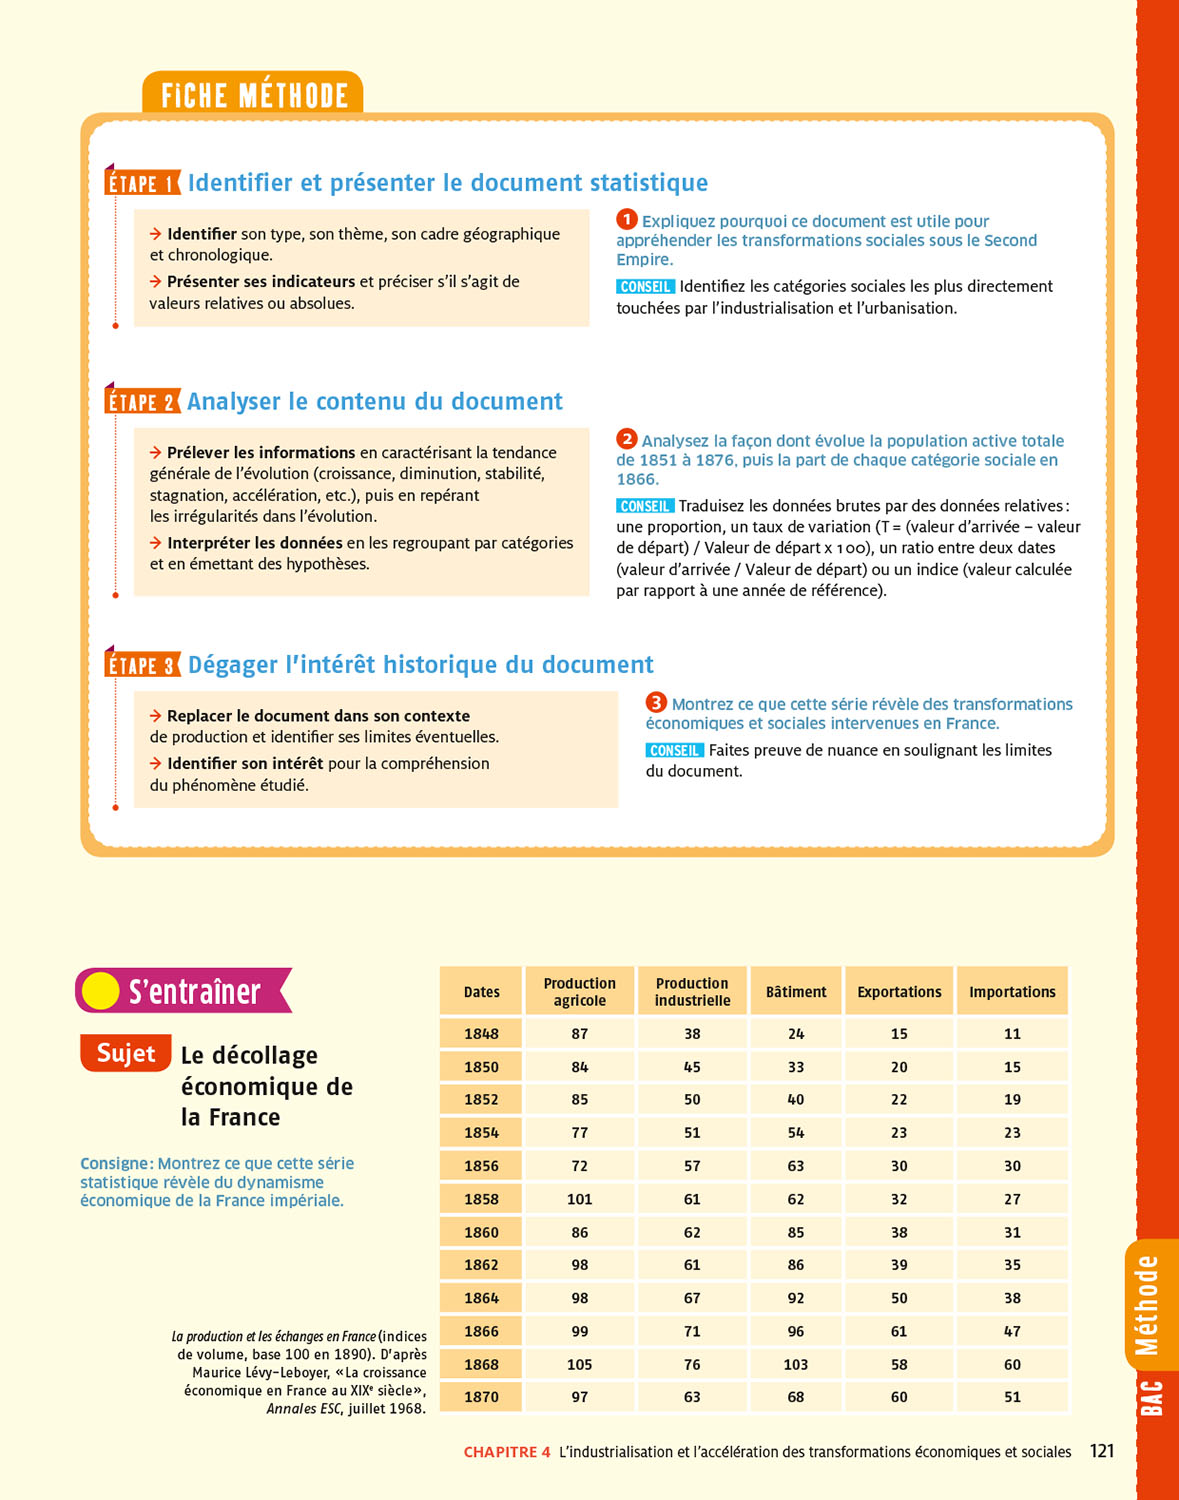 FiCHE MÉTHODE
ÉTAPE 1 Identifier et présenter le document statistique
→ Identifier son type, son thème, son cadre géographique
et chronologique.
→ Présenter ses indicateurs et préciser s’il s’agit de
valeurs relatives ou absolues.
1 Expliquez pourquoi ce document est utile pour
appréhender les transformations sociales sous le Second
Empire.
CONSEIL Identifiez les catégories sociales les plus directement
touchées par l’industrialisation et l’urbanisation.
ÉTAPE 2 Analyser le contenu du document
→ Prélever les informations en caractérisant la tendance
générale de l’évolution (croissance, diminution, stabilité,
stagnation, accélération, etc.), puis en repérant
les irrégularités dans l’évolution.
→ Interpréter les données en les regroupant par catégories
et en émettant des hypothèses.
2 Analysez la façon dont évolue la population active totale
de 1851 à 1876, puis la part de chaque catégorie sociale en
1866.
CONSEIL Traduisez les données brutes par des données relatives :
une proportion, un taux de variation (T = (valeur d’arrivée – valeur
de départ) / Valeur de départ x 100), un ratio entre deux dates
(valeur d’arrivée / Valeur de départ) ou un indice (valeur calculée
par rapport à une année de référence).
ÉTAPE 3 Dégager l’intérêt historique du document
→ Replacer le document dans son contexte
de production et identifier ses limites éventuelles.
→ Identifier son intérêt pour la compréhension
du phénomène étudié.
3 Montrez ce que cette série révèle des transformations
économiques et sociales intervenues en France.
CONSEIL Faites preuve de nuance en soulignant les limites
du document.
S’entraîner
Sujet Le décollage
économique de
la France
Consigne : Montrez ce que cette série
statistique révèle du dynamisme
économique de la France impériale.
La production et les échanges en France (indices
de volume, base 100 en 1890). D’après
Maurice Lévy-Leboyer, « La croissance
économique en France au XIXe siècle »,
Annales ESC, juillet 1968.
Dates Production agricole Production industrielle Bâtiment Exportations Importations
1848 87 38 24 15 11
1850 84 45 33 20 15
1852 85 50 40 22 19
1854 77 51 54 23 23
1856 72 57 63 30 30
1858 101 61 62 32 27
1860 86 62 85 38 31
1862 98 61 86 39 35
1864 98 67 92 50 38
1866 99 71 96 61 47
1868 105 76 103 58 60
1870 97 63 68 60 51
BAC Méthode
CHAPITRE 4 L’industrialisation et l’accélération des transformations économiques et sociales 121